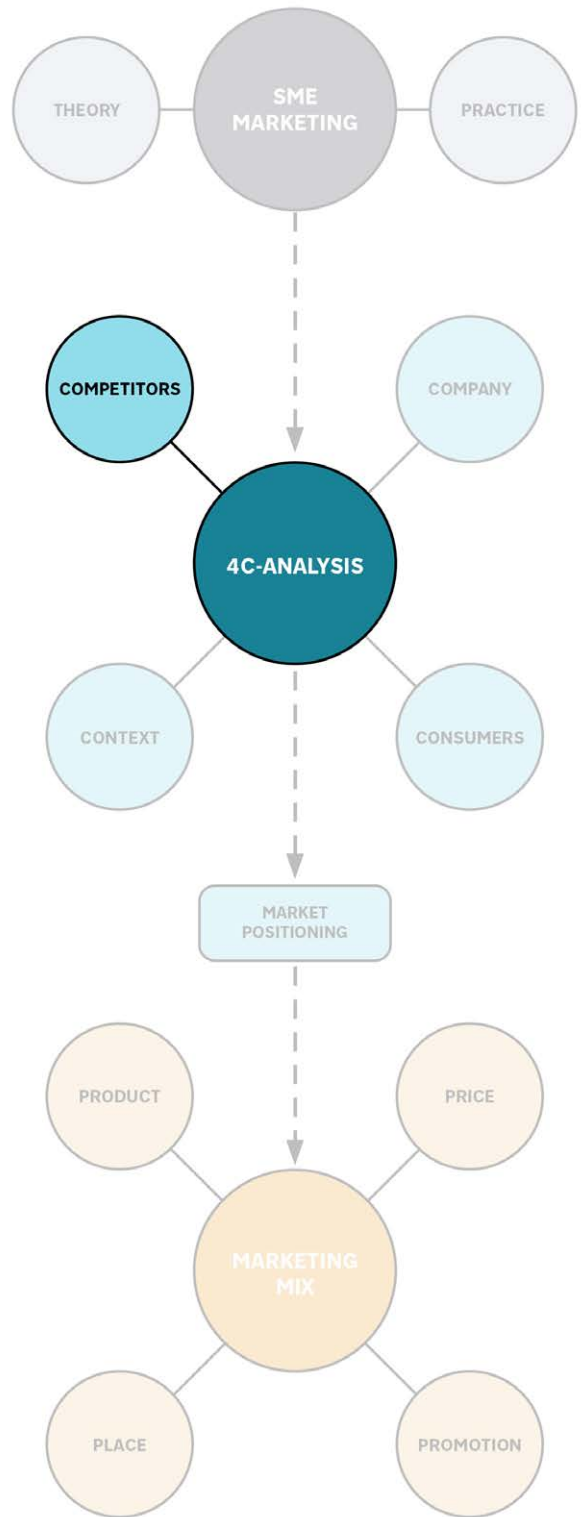 THEORY
SME
MARKETING
PRACTICE
COMPETITORS
COMPANY
4C-ANALYSIS
CONTEXT
CONSUMERS
MARKET
POSITIONING
PRODUCT
PRICE
MARKETING
MIX
PLACE
PROMOTION